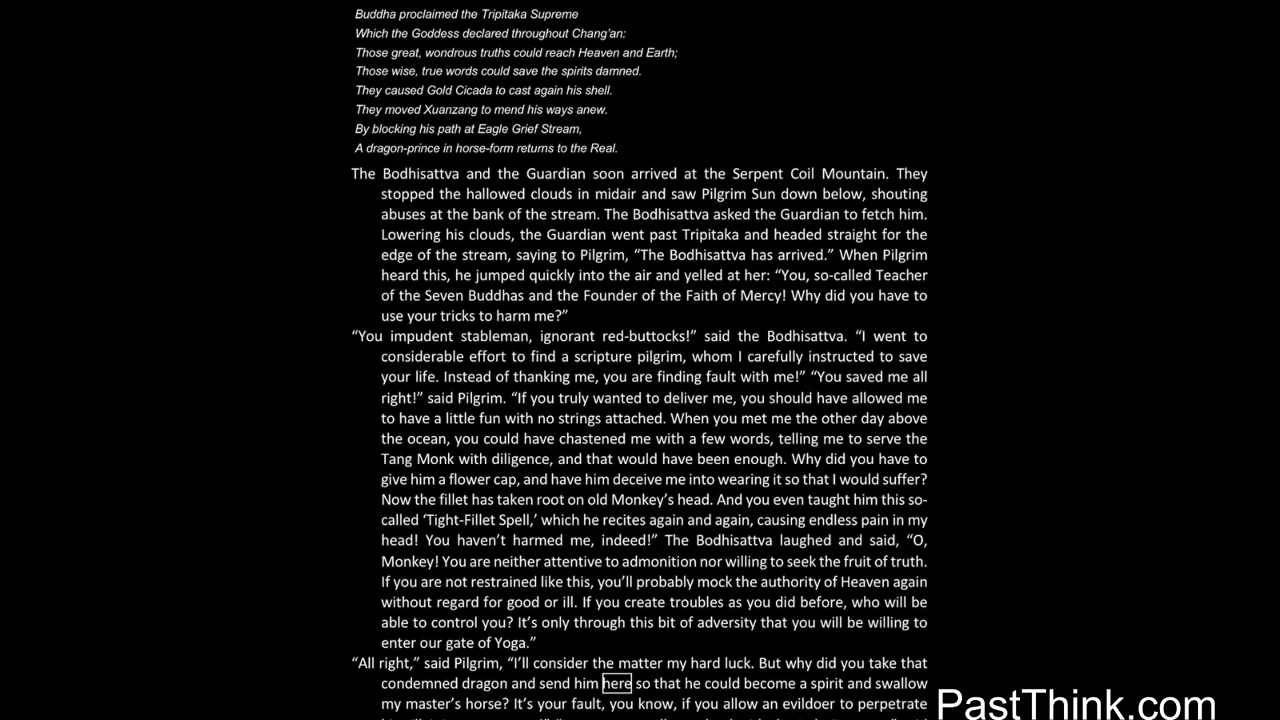 Buddha proclaimed the Tripitaka Supreme
Which the Goddess declared throughout Chang’an:
Those great, wondrous truths could reach Heaven and Earth;
Those wise, true words could save the spirits damned.
They caused Gold Cicada to cast again his shell.
They moved Xuanzang to mend his ways anew.
By blocking his path at Eagle Grief Stream,
A dragon-prince in horse-form returns to the Real.
The Bodhisattva and the Guardian soon arrived at the Serpent Coil Mountain. They
stopped the hallowed clouds in midair and saw Pilgrim Sun down below, shouting
abuses at the bank of the stream. The Bodhisattva asked the Guardian to fetch him.
Lowering his clouds, the Guardian went past Tripitaka and headed straight for the
edge of the stream, saying to Pilgrim, “The Bodhisattva has arrived.” When Pilgrim
heard this, he jumped quickly into the air and yelled at her: “You, so-called Teacher
of the Seven Buddhas and the Founder of the Faith of Mercy! Why did you have to
use your tricks to harm me?”
“You impudent stableman, ignorant red-buttocks!” said the Bodhisattva. “I went to
considerable effort to find a scripture pilgrim, whom I carefully instructed to save
your life. Instead of thanking me, you are finding fault with me!” “You saved me all
right!” said Pilgrim. “If you truly wanted to deliver me, you should have allowed me
to have a little fun with no strings attached. When you met me the other day above
the ocean, you could have chastened me with a few words, telling me to serve the
Tang Monk with diligence, and that would have been enough. Why did you have to
give him a flower cap, and have him deceive me into wearing it so that I would suffer?
Now the fillet has taken root on old Monkey’s head. And you even taught him this so-
called ‘Tight-Fillet Spell,’ which he recites again and again, causing endless pain in my
head! You haven’t harmed me, indeed!” The Bodhisattva laughed and said, “O,
Monkey! You are neither attentive to admonition nor willing to seek the fruit of truth.
If you are not restrained like this, you’ll probably mock the authority of Heaven again
without regard for good or ill. If you create troubles as you did before, who will be
able to control you? It’s only through this bit of adversity that you will be willing to
enter our gate of Yoga.”
“All right,” said Pilgrim, “I’ll consider the matter my hard luck. But why did you take that
condemned dragon and send him here so that he could become a spirit and swallow
my master’s horse? It’s your fault, you know, if you allow an evildoer to perpetrate
PastThink.com